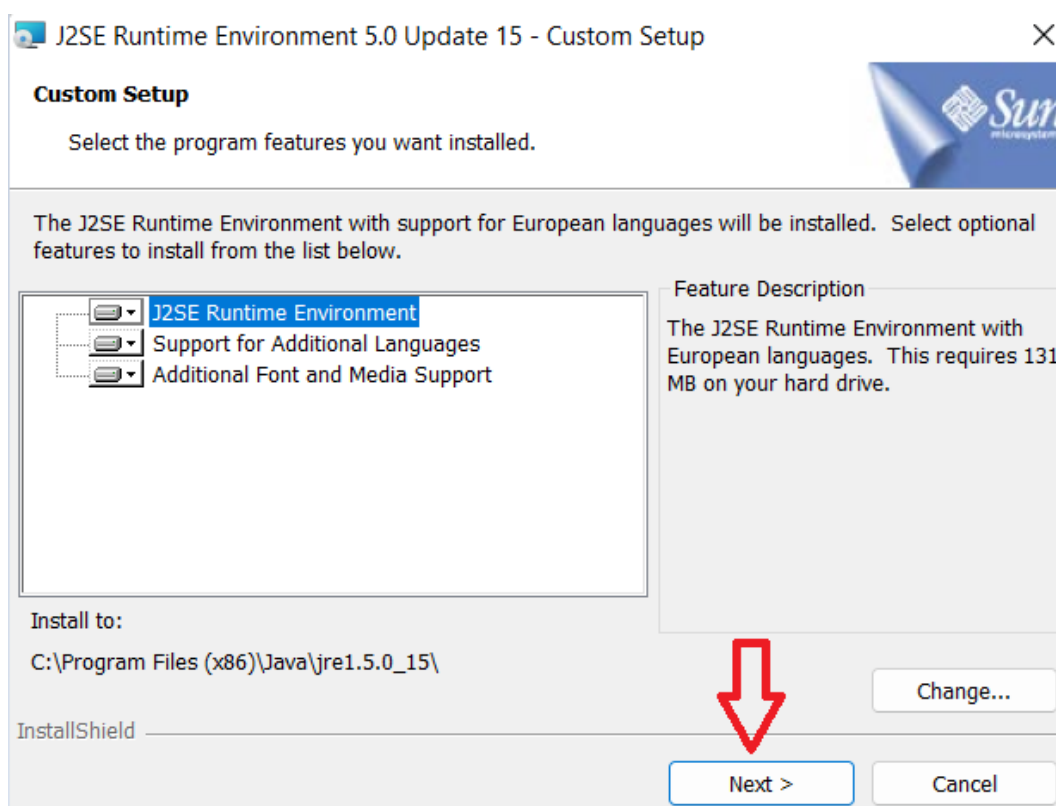 J2SE Runtime Environment 5.0 Update 15 - Custom Setup
Custom Setup
Select the program features you want installed.
Sun
microsystem
The J2SE Runtime Environment with support for European languages will be installed. Select optional
features to install from the list below.
J2SE Runtime Environment
Support for Additional Languages
Additional Font and Media Support
Feature Description
The J2SE Runtime Environment with
European languages. This requires 131
MB on your hard drive.
Install to:
C:\Program Files (x86)\Java\jre1.5.0_15\
Change...
InstallShield
Next >
Cancel